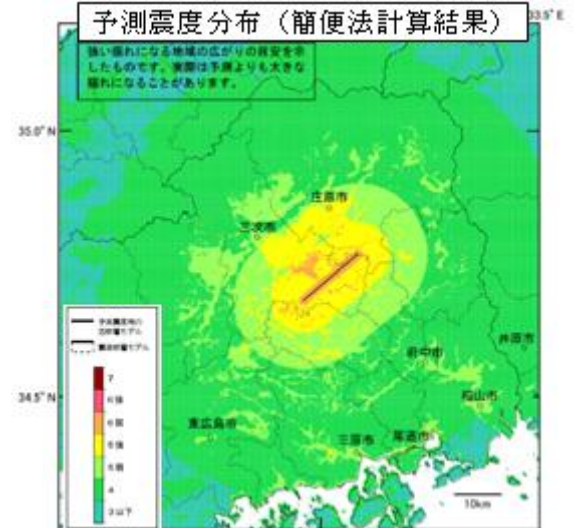 予測震度分布（簡便法計算結果）
33.5°E
強い揺れになる地域の広がりの目安を示
したものです。実際は予測よりも大きな
揺れになることがあります。
35.0°N
庄原市
三次市
府中市
井原市
34.5°N
福山市
東広島市
三原市
尾道市
7
6強
6弱
5強
5弱
4
3以下
10km